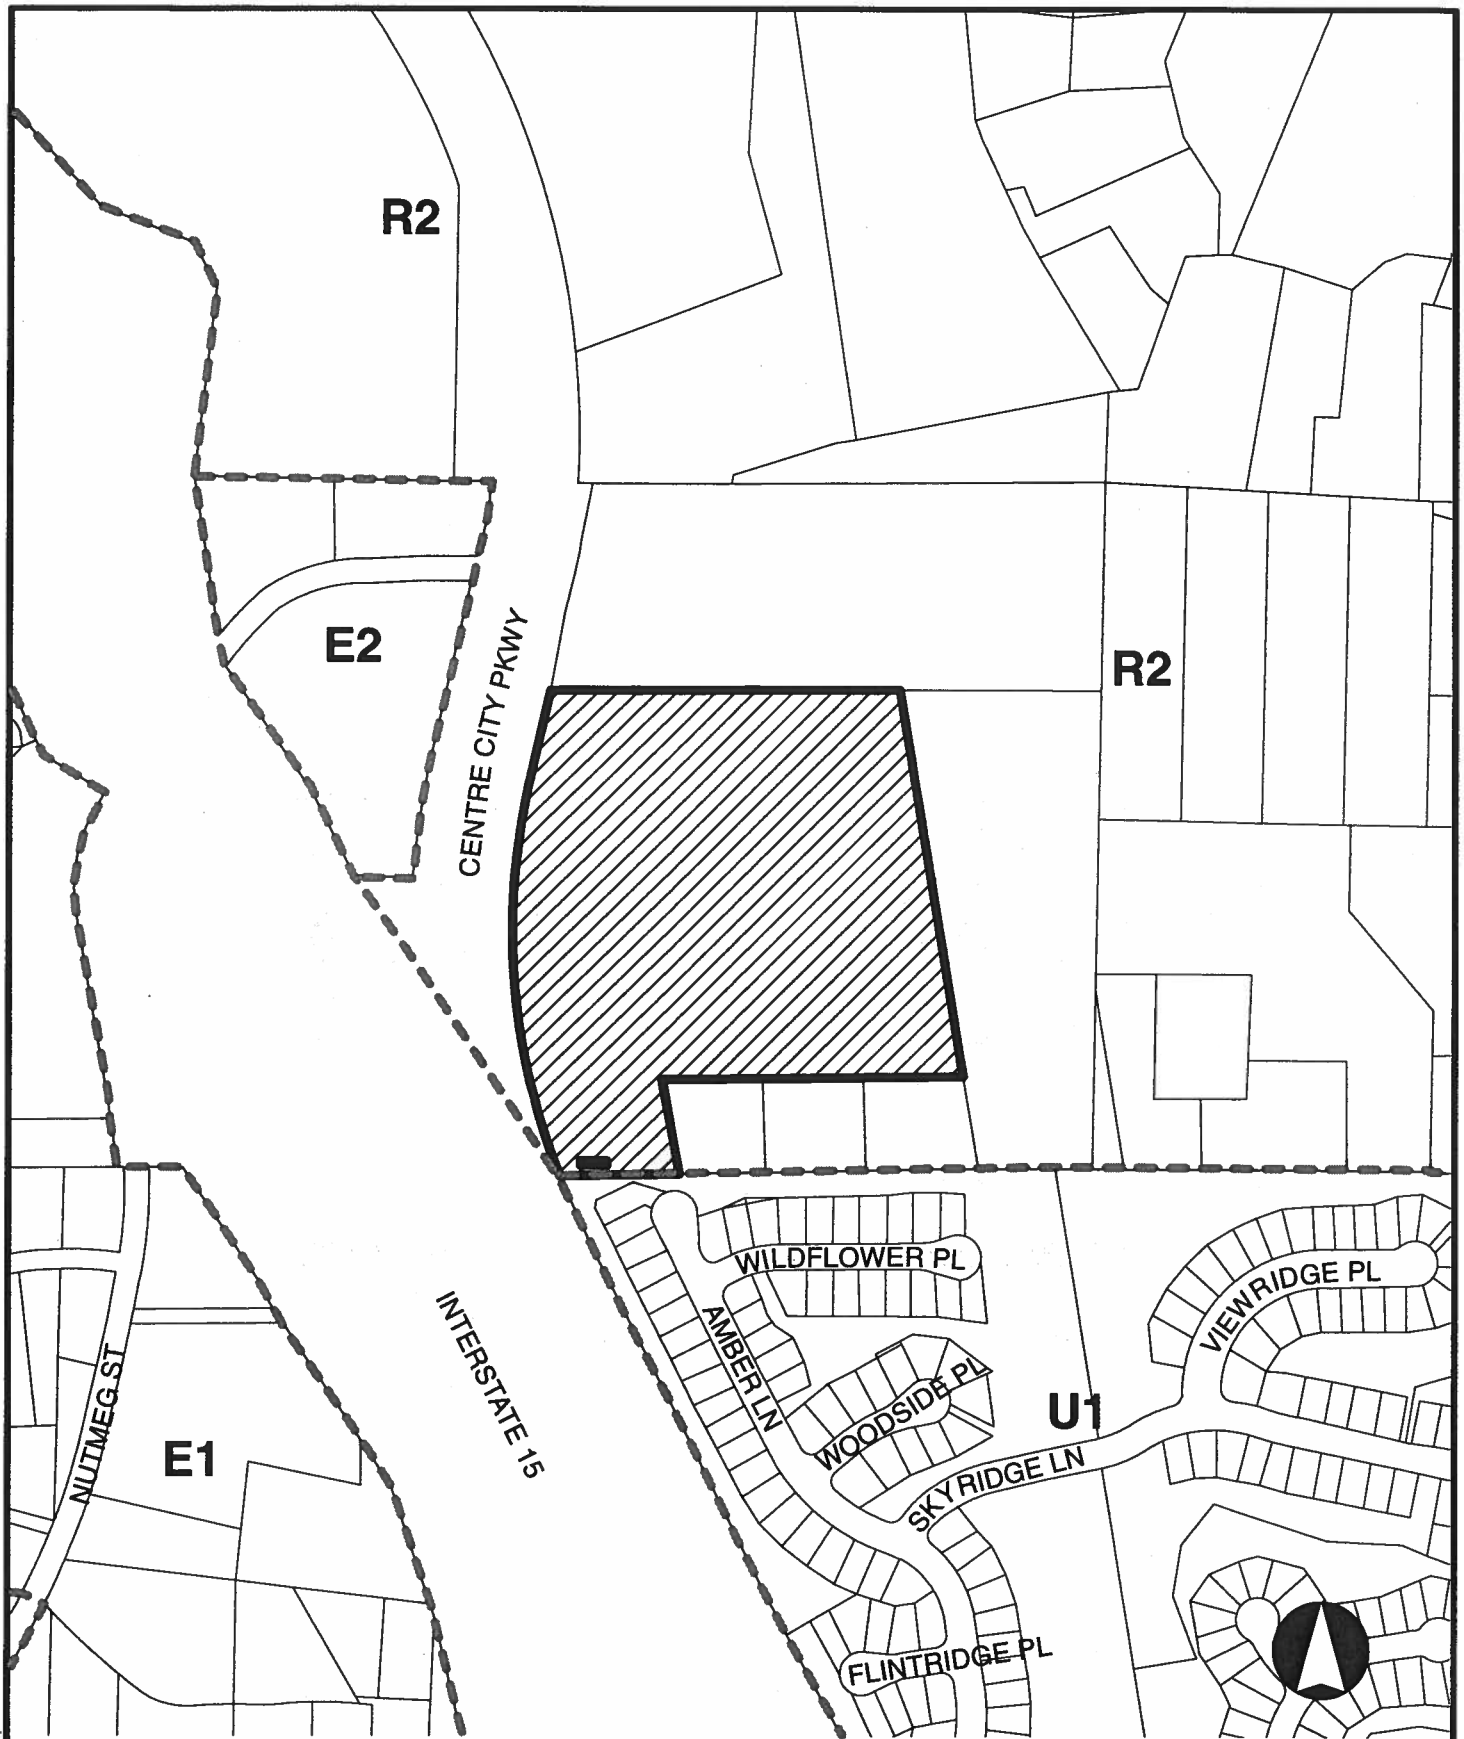 R2
E2
CENTRE CITY PKWY
R2
WILDFLOWER PL
VIEWRIDGE PL
AMBER LN
INTERSTATE 15
WOODSIDE PL
U1
NUTMEG ST
E1
SKYRIDGE LN
FLINTRIDGE PL